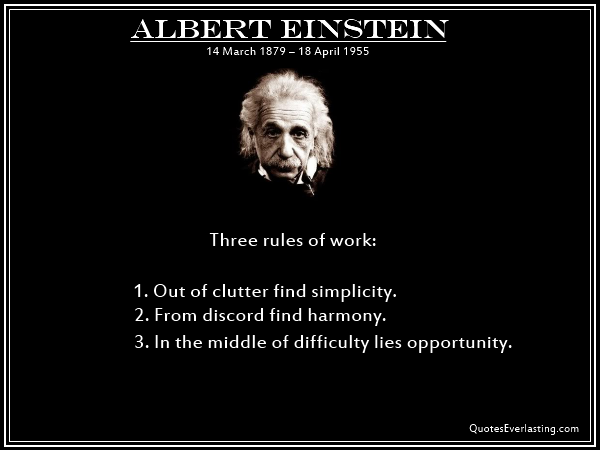 ALBERT EINSTEIN
14 March 1879 – 18 April 1955
Three rules of work:
1. Out of clutter find simplicity.
2. From discord find harmony.
3. In the middle of difficulty lies opportunity.
QuotesEverlasting.com